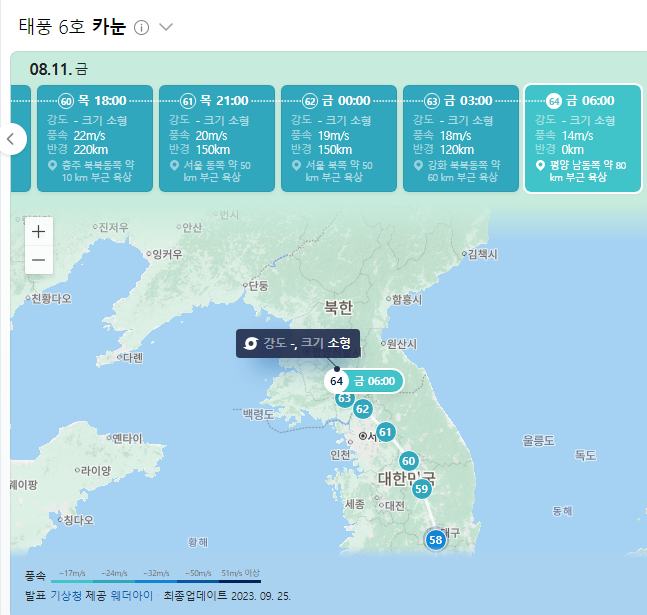 태풍 6호 카눈
08.11. 금
60 목 18:00
강도 - 크기 소형
풍속 22m/s
반경 220km
충주 북북동쪽 약
10 km 부근 육상
61 목 21:00
강도 - 크기 소형
풍속 20m/s
반경 150km
서울 동쪽 약 50
km 부근 육상
62 금 00:00
강도 - 크기 소형
풍속 19m/s
반경 150km
서울 북쪽 약 50
km 부근 육상
63 금 03:00
강도 - 크기 소형
풍속 18m/s
반경 120km
강화 북북동쪽 약
60 km 부근 육상
64 금 06:00
강도 - 크기 소형
풍속 14m/s
반경 0km
평양 남동쪽 약 80
km 부근 육상
번시
진저우
안산
잉커우
김책시
단둥
친황다오
북한
함흥시
강도 -, 크기 소형
원산시
다롄
64 금 06:00
63
62
백령도
61
서
옌타이
인천
울릉도
60
독도
라이양
대한민국
웨이팡
59
세종
대전
동해
칭다오
58
대구
황해
풍속
~17m/s
~24m/s
~32m/s
~50m/s
51m/s 이상
발표 기상청 제공 웨더아이 · 최종업데이트 2023. 09. 25.